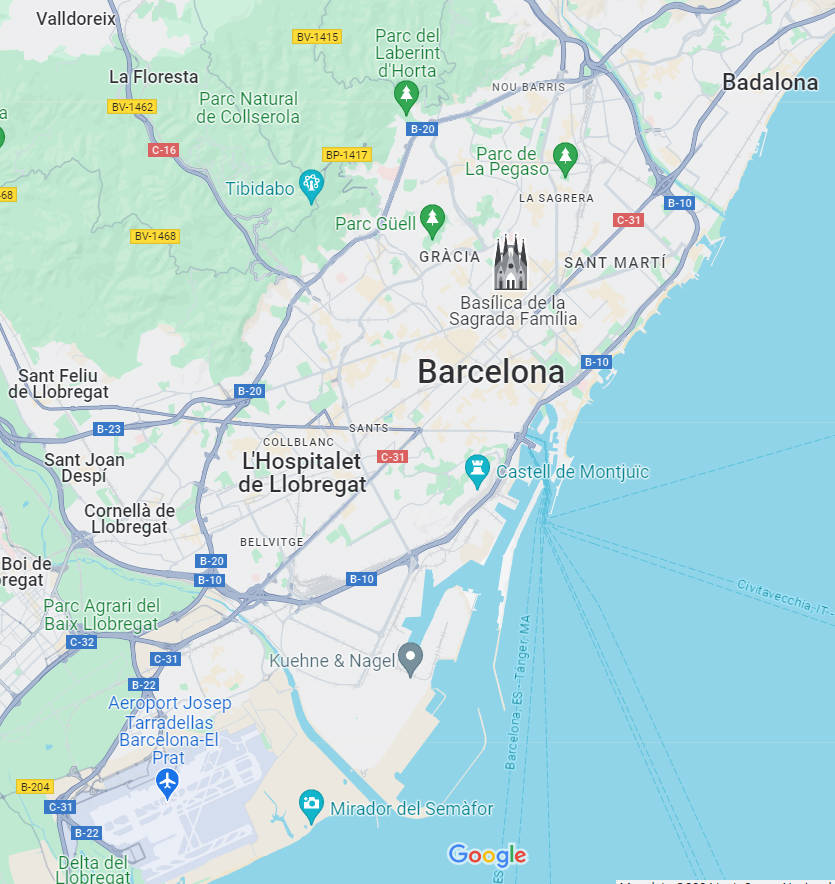 Valldoreix
BV-1415
Parc del
Laberint
d'Horta
La Floresta
NOU BARRIS
Badalona
BV-1462
Parc Natural
de Collserola
a
B-20
C-16
BP-1417
Parc de
La Pegaso
Tibidabo
68
LA SAGRERA
B-10
C-31
Parc Güell
BV-1468
GRÀCIA
SANT MARTÍ
Basílica de la
Sagrada Família
B-10
Barcelona
Sant Feliu
de Llobregat
B-20
B-23
SANTS
COLLBLANC
C-31
L'Hospitalet
de Llobregat
Sant Joan
Despí
Castell de Montjuïc
Cornellà de
Llobregat
BELLVITGE
B-20
Boi de
bregat
B-10
B-10
Civitavecchia, IT -
Parc Agrari del
Baix Llobregat
C-32
C-31
Kuehne & Nagel
Barcelona, ES - Tanger, MA
B-22
Aeroport Josep
Tarradellas
Barcelona-El
Prat
B-204
C-31
Mirador del Semàfor
B-22
Google
Delta del
Llobregat
ES